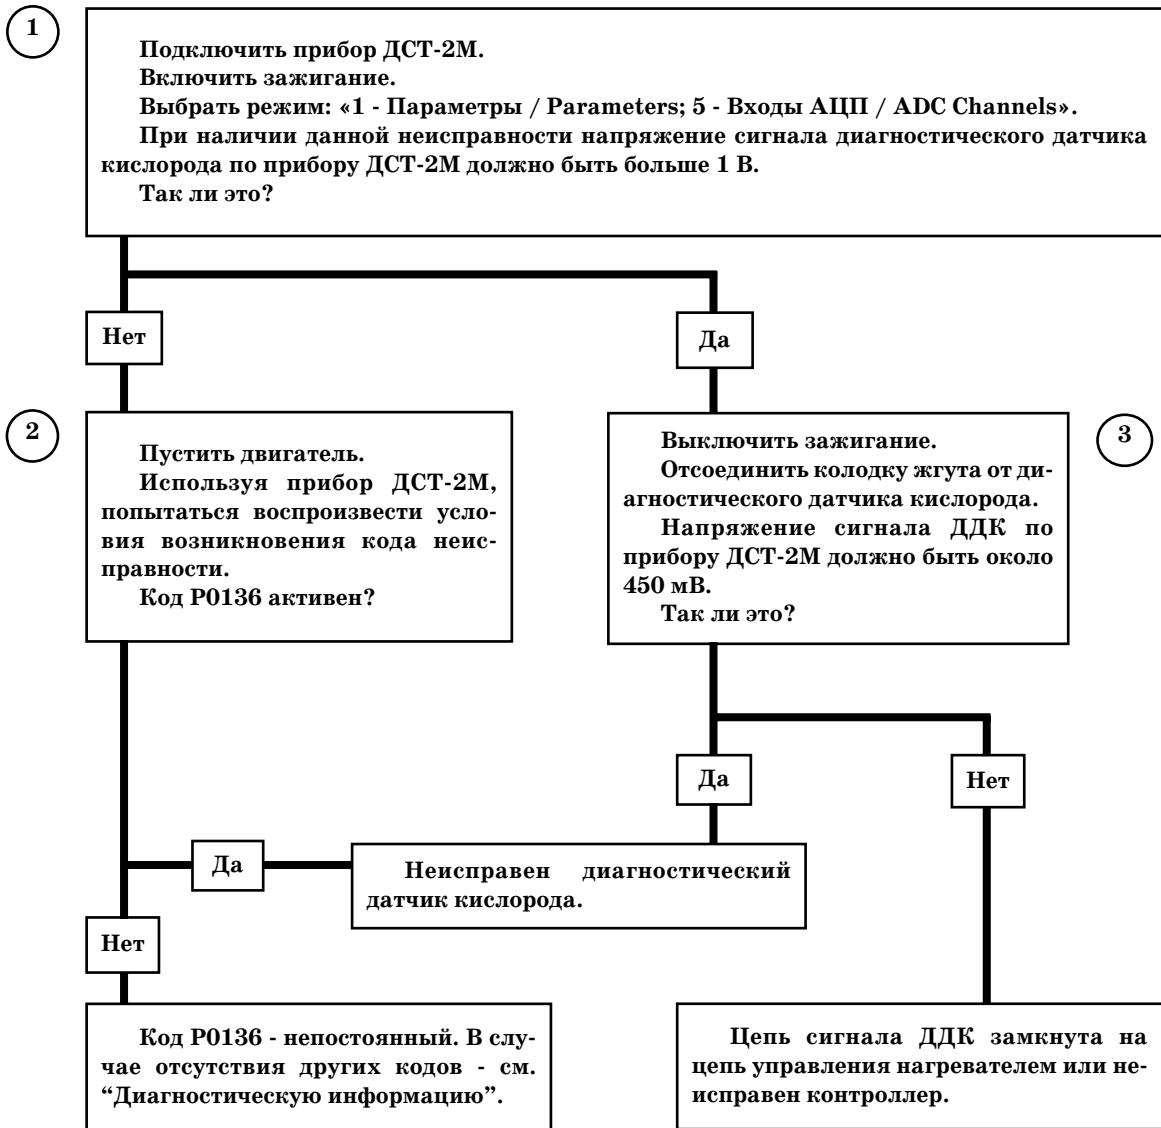 1
Подключить прибор ДСТ-2М.
Включить зажигание.
Выбрать режим: «1 - Параметры / Parameters; 5 - Входы АЦП / ADC Channels».
При наличии данной неисправности напряжение сигнала диагностического датчика
кислорода по прибору ДСТ-2М должно быть больше 1 В.
Так ли это?
Нет
Да
2
Пустить двигатель.
Используя прибор ДСТ-2М,
попытаться воспроизвести усло-
вия возникновения кода неис-
правности.
Код Р0136 активен?
3
Выключить зажигание.
Отсоединить колодку жгута от ди-
агностического датчика кислорода.
Напряжение сигнала ДДК по
прибору ДСТ-2М должно быть около
450 мВ.
Так ли это?
Да
Нет
Да
Неисправен диагностический
датчик кислорода.
Нет
Код Р0136 - непостоянный. В слу-
чае отсутствия других кодов - см.
“Диагностическую информацию”.
Цепь сигнала ДДК замкнута на
цепь управления нагревателем или не-
исправен контроллер.